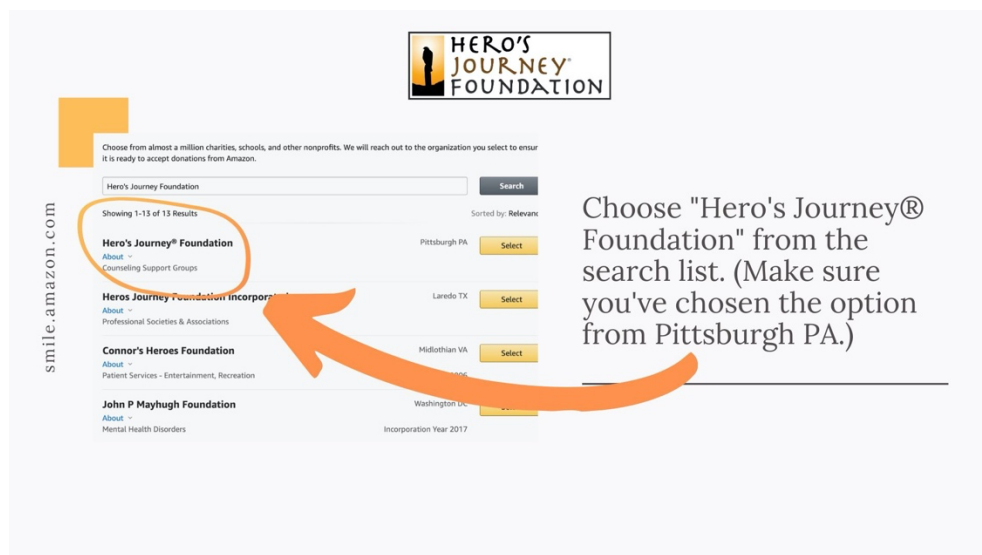 HERO'S
JOURNEY®
FOUNDATION
smile.amazon.com
Choose from almost a million charities, schools, and other nonprofits. We will reach out to the organization you select to
it is ready to accept donations from Amazon.
Hero's Journey Foundation
Search
Showing 1-13 of 13 Results
Sorted by:
Hero's Journey® Foundation
Pittsburgh PA
Select
About
Counseling Support Groups
Heros Journey Foundation
Laredo TX
Select
About
Professional Societies & Associations
Connor's Heroes Foundation
Midlothian VA
Select
About
Patient Services - Entertainment, Recreation
John P Mayhugh Foundation
Washington DC
About
Mental Health Disorders
Incorporation Year 2017
Choose "Hero's Journey®
Foundation" from the
search list. (Make sure
you've chosen the option
from Pittsburgh PA.)